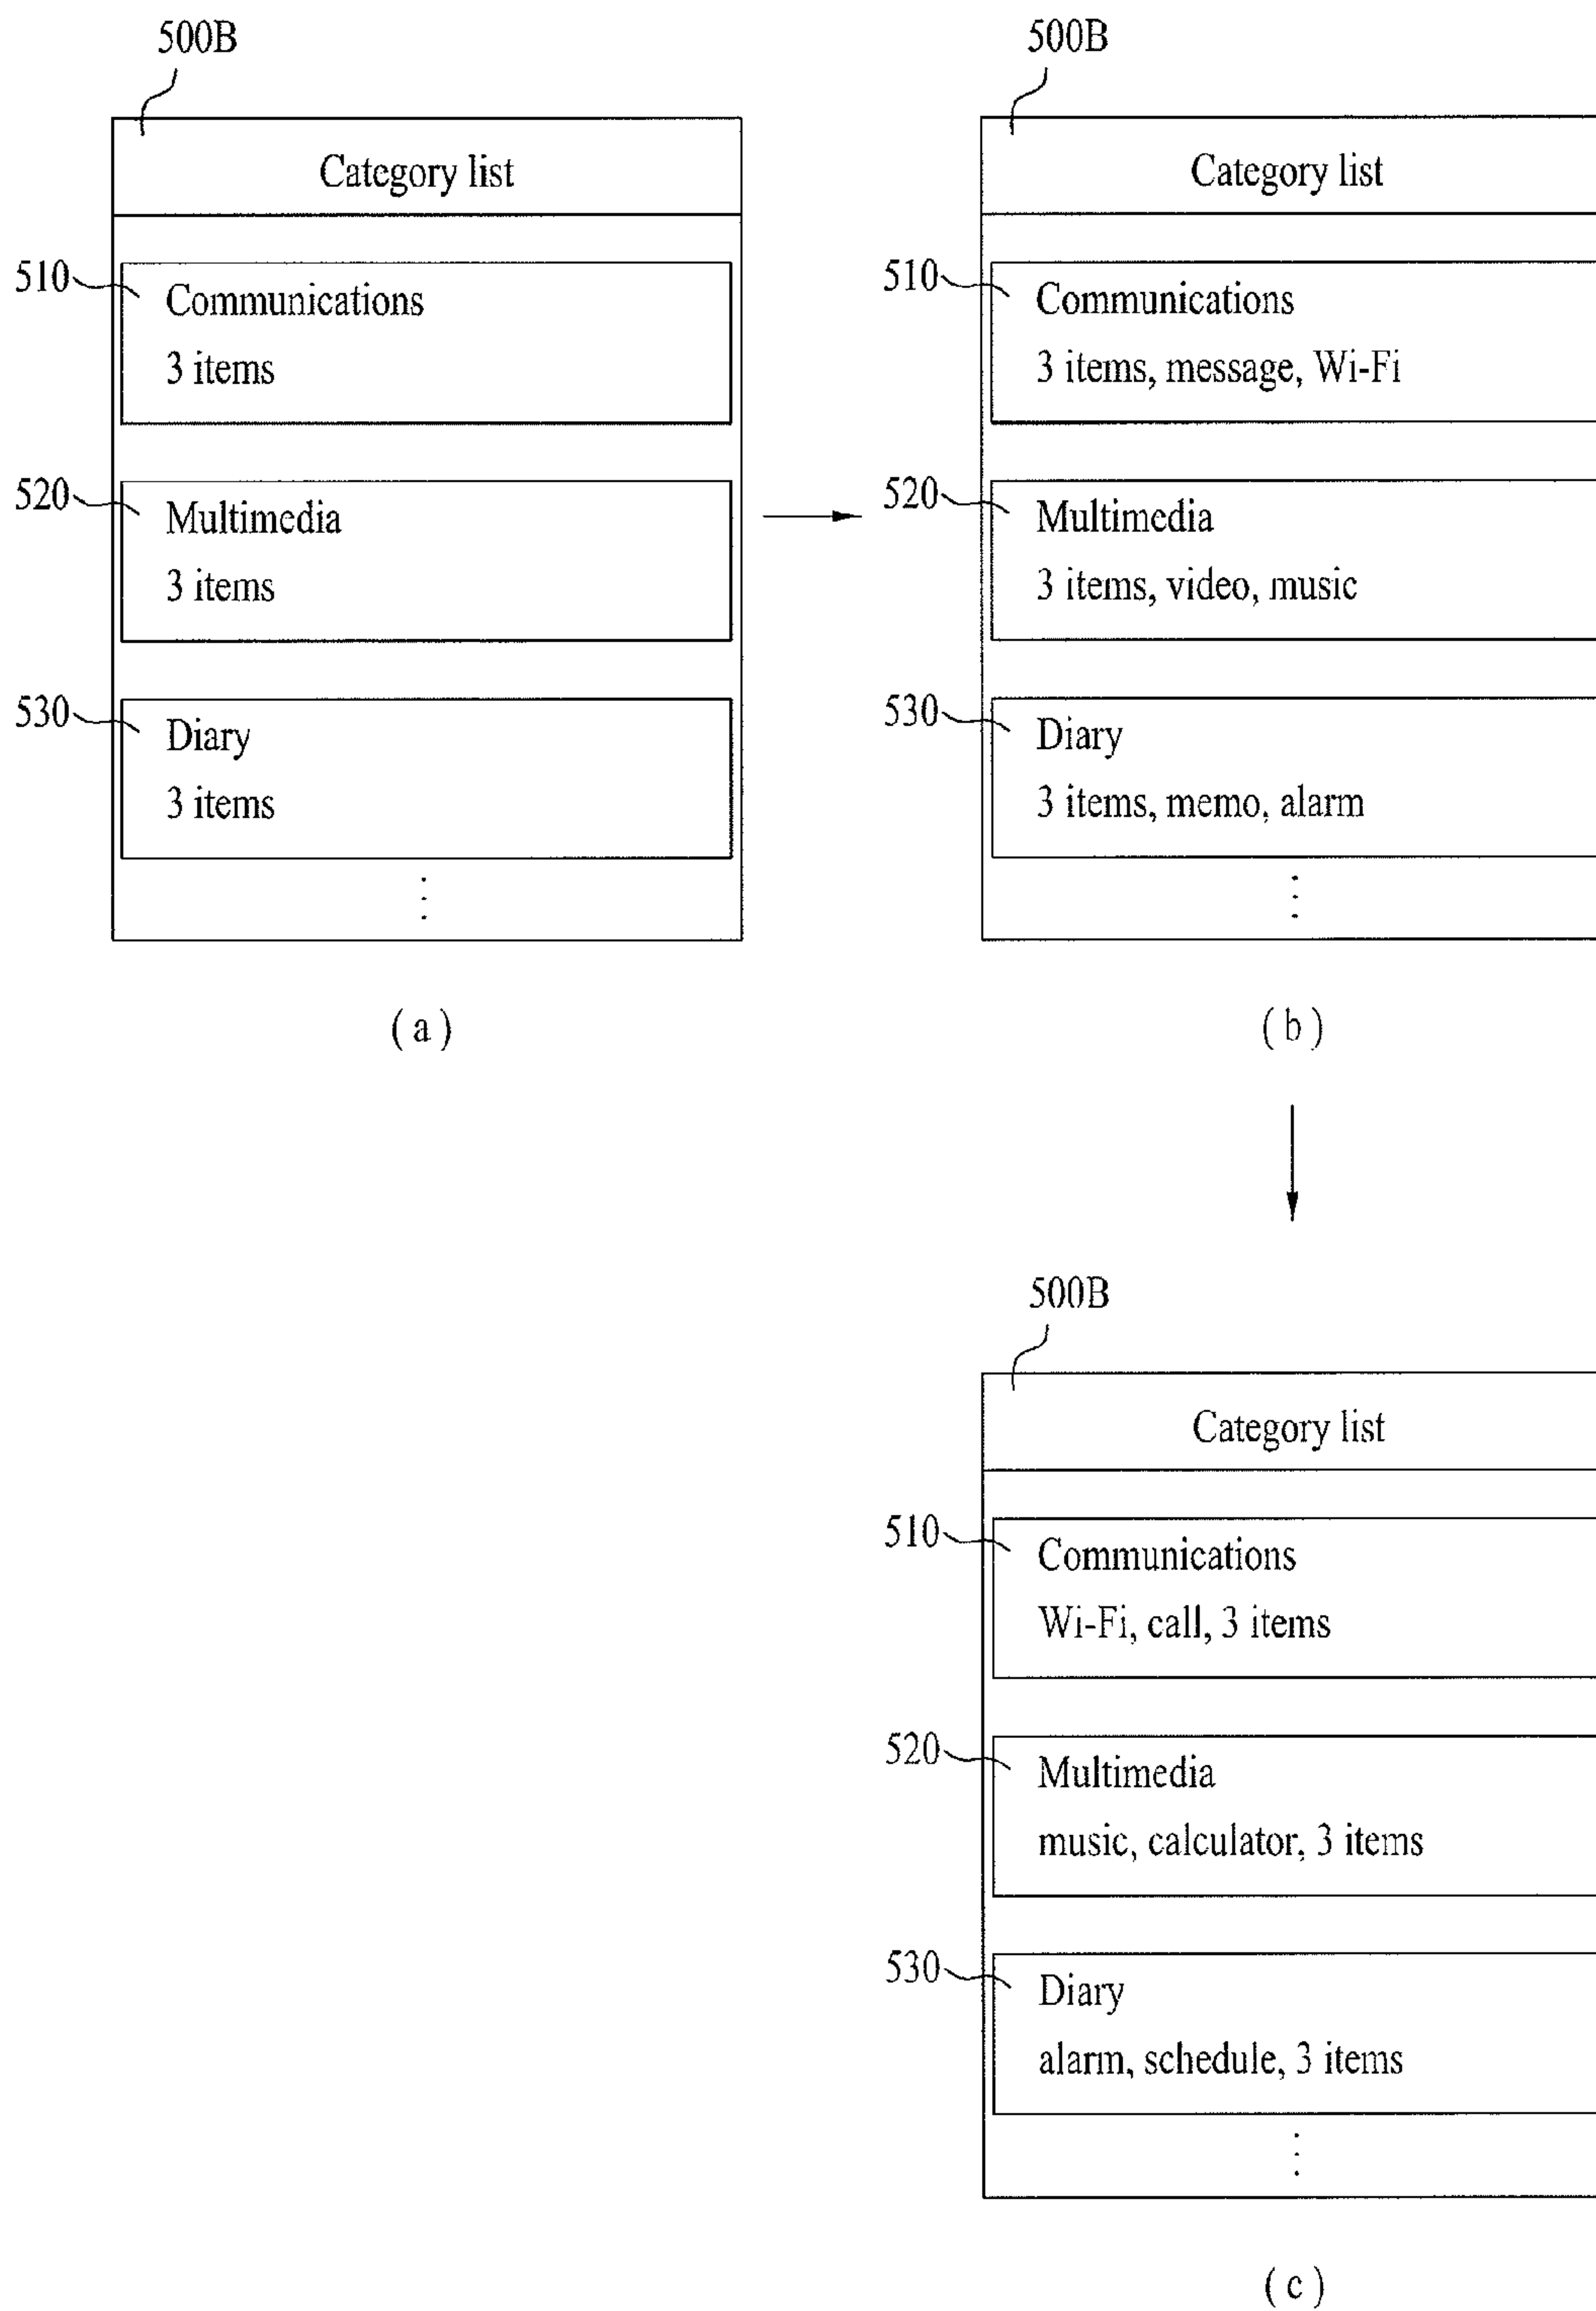 500B
Category list
510
Communications
3 items
520
Multimedia
3 items
530
Diary
3 items
(a)
500B
Category list
510
Communications
3 items, message, Wi-Fi
520
Multimedia
3 items, video, music
530
Diary
3 items, memo, alarm
(b)
500B
Category list
510
Communications
Wi-Fi, call, 3 items
520
Multimedia
music, calculator, 3 items
530
Diary
alarm, schedule, 3 items
(c)